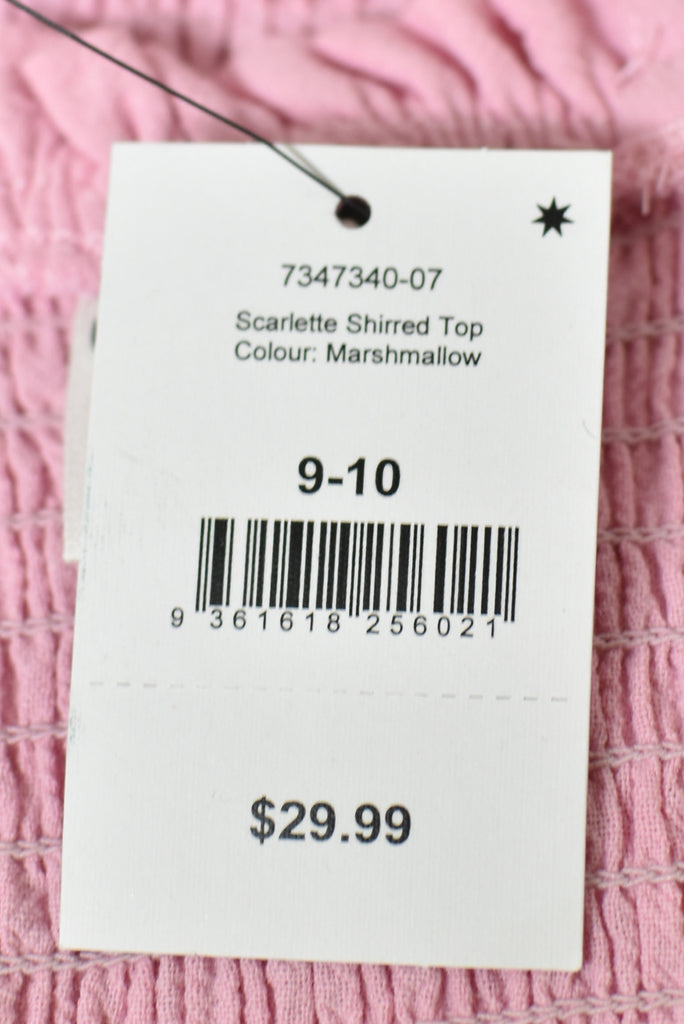 7347340-07
Scarlette Shirred Top
Colour: Marshmallow
9-10
9 361618 256021
$29.99